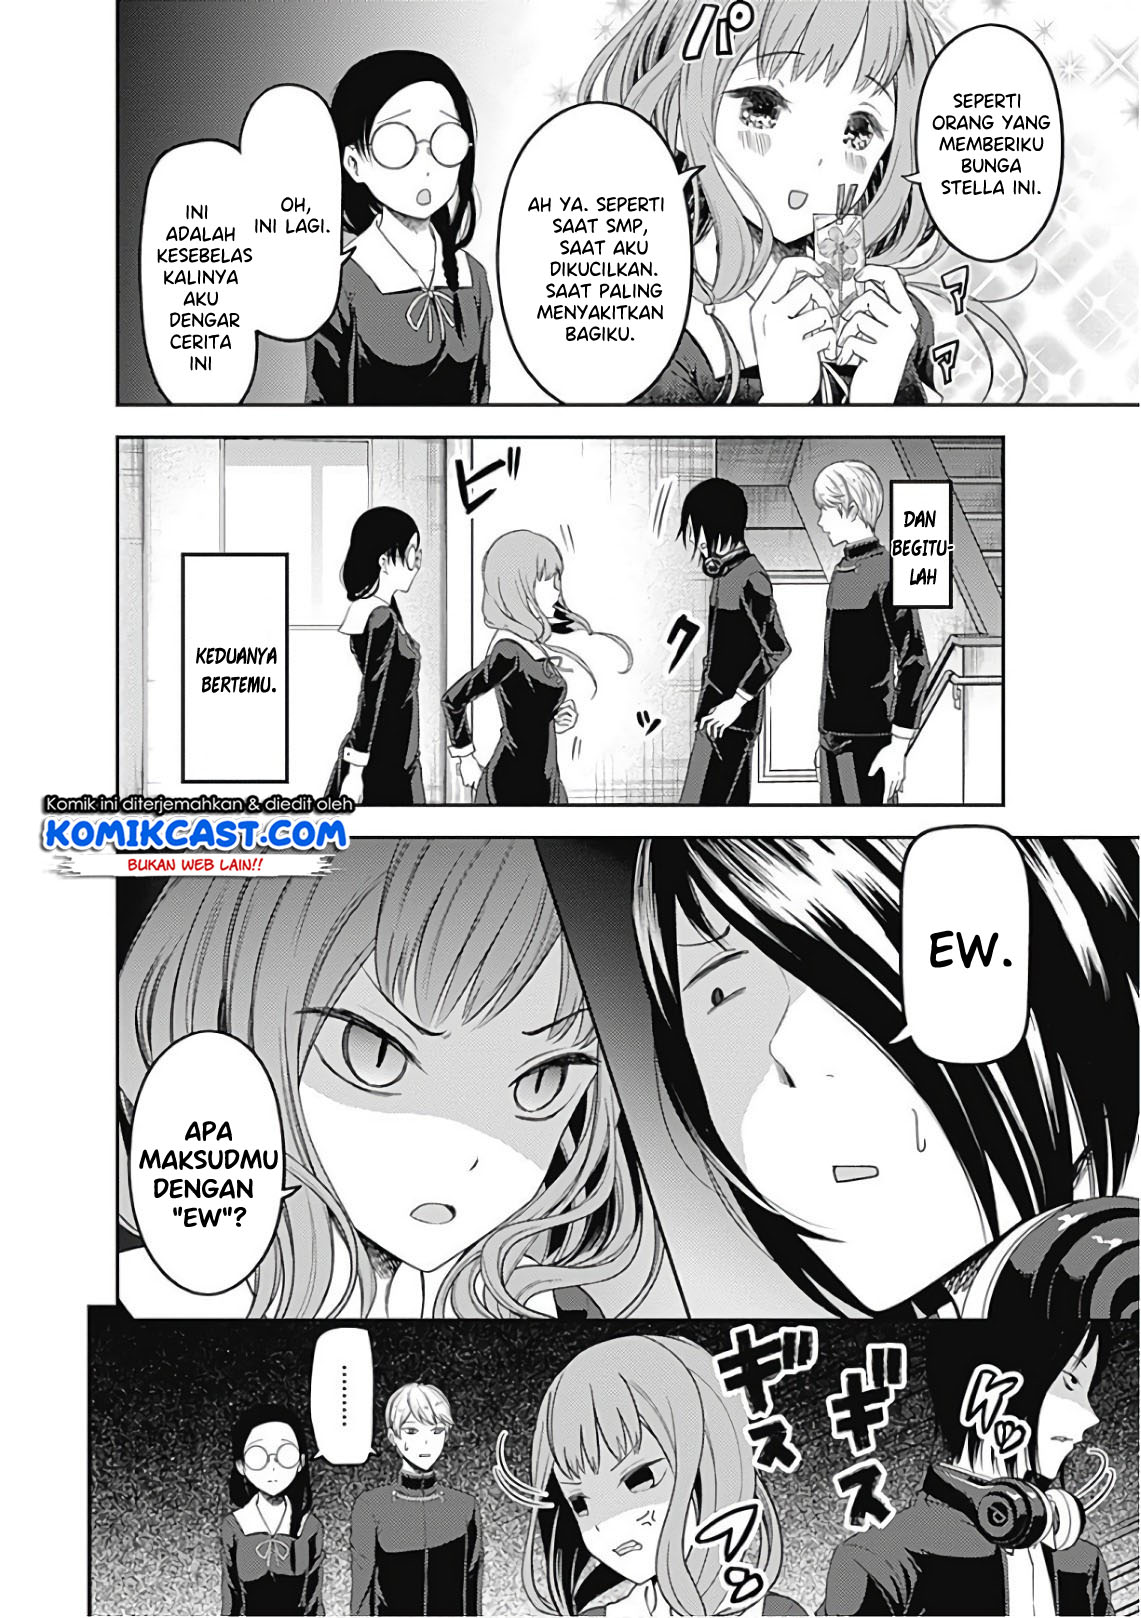 SEPERTI
ORANG YANG
MEMBERIKU
BUNGA
STELLA INI.
パァァ
AH YA. SEPERTI
SAAT SMP,
SAAT AKU
DIKUCILKAN.
SAAT PALING
MENYAKITKAN
BAGIKU.
OH,
INI LAGI.
INI
ADALAH
KESEBELAS
KALINYA
AKU
DENGAR
CERITA
INI
DAN
BEGITU-
LAH
ビッ
クッ
KEDUANYA
BERTEMU.
Komik ini diterjemahkan & diedit oleh
KOMIKCAST.COM
BUKAN WEB LAIN!!
EW.
APA
MAKSUDMU
DENGAN
"EW"?
ギス
ギス
.........